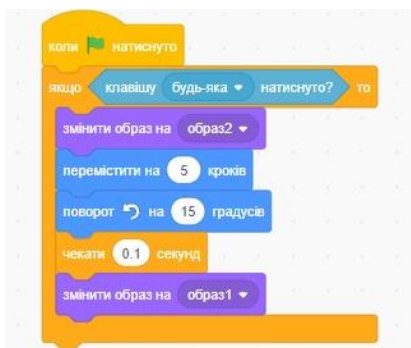 коли натиснуто
якщо клавішу будь-яка натиснуто? то
змінити образ на образ2
перемістити на 5 кроків
поворот на 15 градусів
чекати 0.1 секунд
змінити образ на образ1